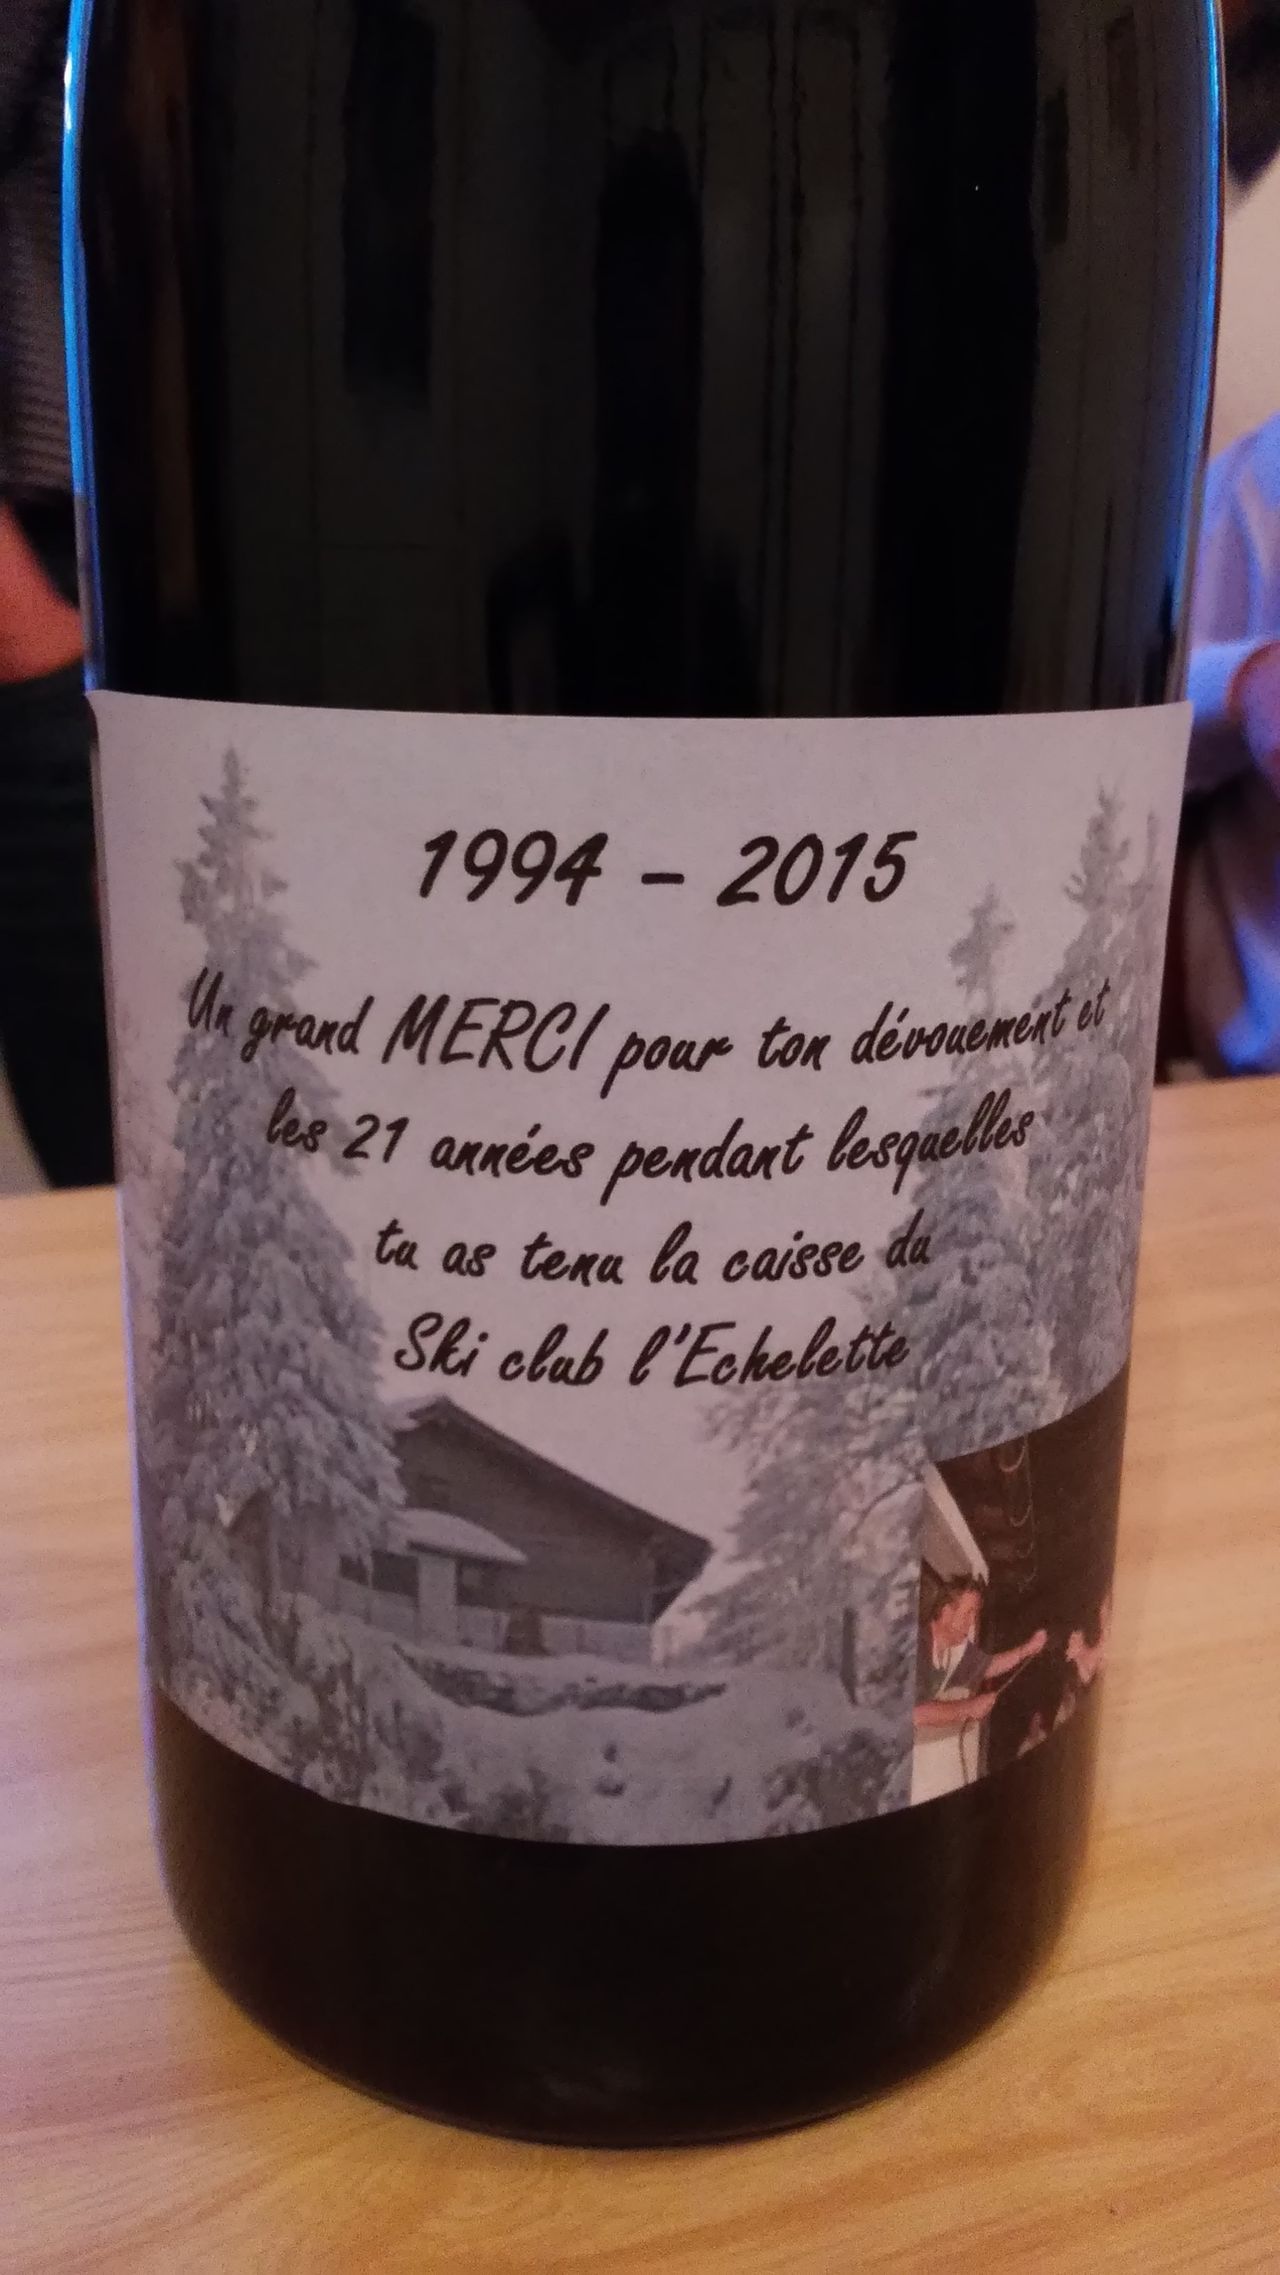 1994 - 2015
Un grand MERCI pour ton dévouement et
les 21 années pendant lesquelles
tu as tenu la caisse du
Ski club l'Echelette